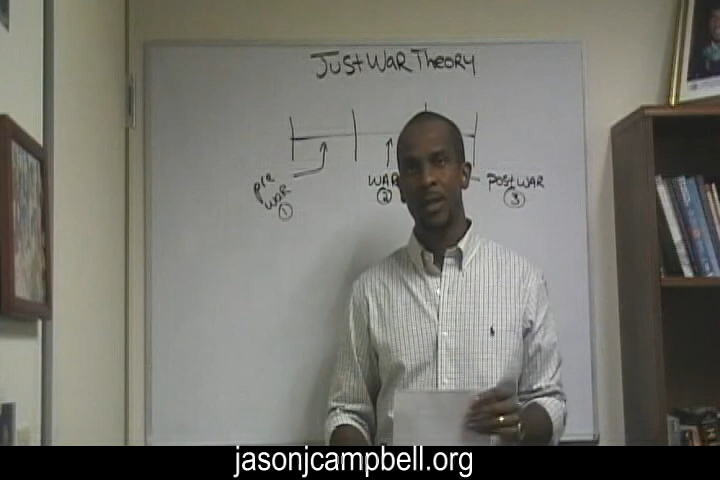 Just War Theory
pre war
①
war
②
post war
③
jasonjcampbell.org